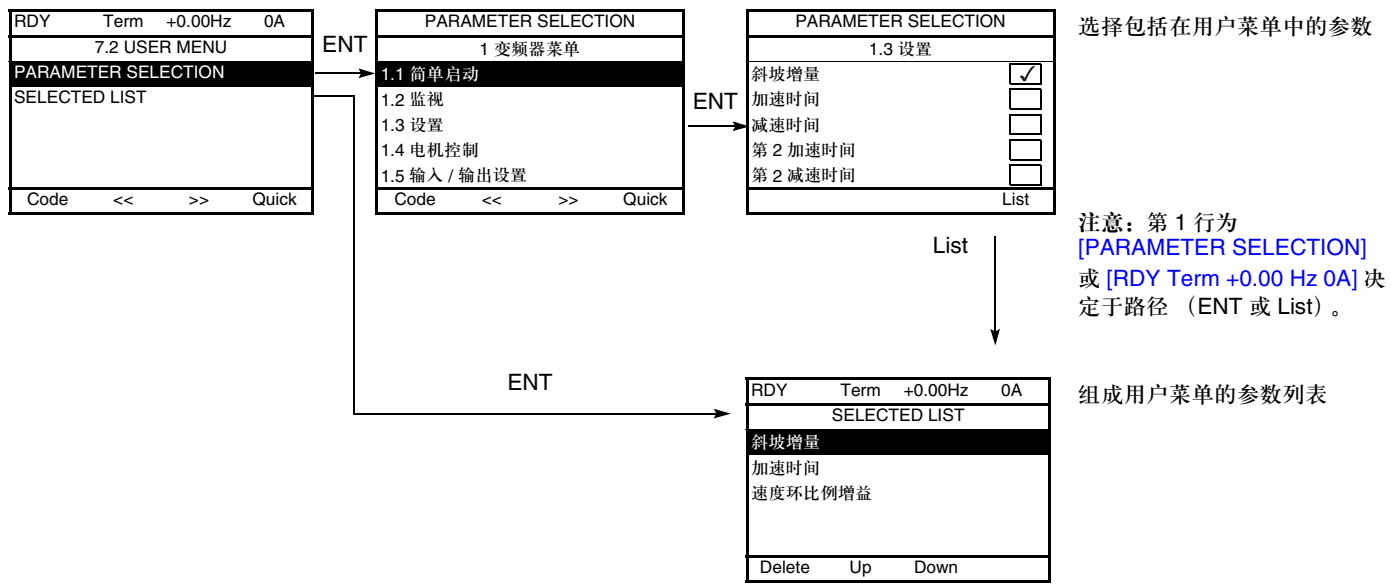 RDY Term +0.00Hz 0A
7.2 USER MENU
PARAMETER SELECTION
SELECTED LIST
Code << >> Quick
ENT
PARAMETER SELECTION
1 变频器菜单
1.1 简单启动
1.2 监视
1.3 设置
1.4 电机控制
1.5 输入 / 输出设置
Code << >> Quick
ENT
PARAMETER SELECTION
1.3 设置
斜坡增量 ✓
加速时间
减速时间
第 2 加速时间
第 2 减速时间
List
选择包括在用户菜单中的参数
List
注意：第 1 行为
[PARAMETER SELECTION]
或 [RDY Term +0.00 Hz 0A] 决
定于路径 （ENT 或 List）。
ENT
RDY Term +0.00Hz 0A
SELECTED LIST
斜坡增量
加速时间
速度环比例增益
Delete Up Down
组成用户菜单的参数列表